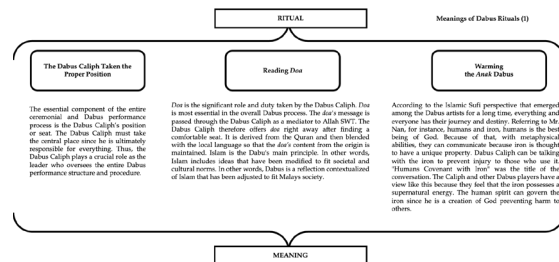 RITUAL
Meanings of Dabus Rituals (1)
The Dabus Caliph Taken the
Proper Position
The essential component of the entire
ceremonial and Dabus performance
process is the Dabus Caliph's position
or seat. The Dabus Caliph must take
the central place since he is ultimately
responsible for everything. Thus, the
Dabus Caliph plays a crucial role as the
leader who oversees the entire Dabus
performance structure and procedure.
Reading Doa
Doa is the significant role and duty taken by the Dabus Caliph. Doa
is most essential in the overall Dabus process. The doa's message is
passed through the Dabus Caliph as a mediator to Allah SWT. The
Dabus Caliph therefore offers doa right away after finding a
comfortable seat. It is derived from the Quran and then blended
with the local language so that the doa's content from the origin is
maintained. Islam is the Dabu's main principle. In other words,
Islam includes ideas that have been modified to fit societal and
cultural norms. In other words, Dabus is a reflection contextualized
of Islam that has been adjusted to fit Malays society.
Warming
the Anak Dabus
According to the Islamic Sufi perspective that emerged
among the Dabus artists for a long time, everything and
everyone has their journey and destiny. Referring to Mr.
Nan, for instance, humans and iron, humans is the best
being of God. Because of that, with metaphysical
abilities, they can communicate because iron is thought
to have a unique property. Dabus Caliph can be talking
with the iron to prevent injury to those who use it.
"Humans Covenant with Iron" was the title of the
conversation. The Caliph and other Dabus players have a
view like this because they feel that the iron possesses a
supernatural energy. The human spirit can govern the
iron since he is a creation of God preventing harm to
others.
MEANING